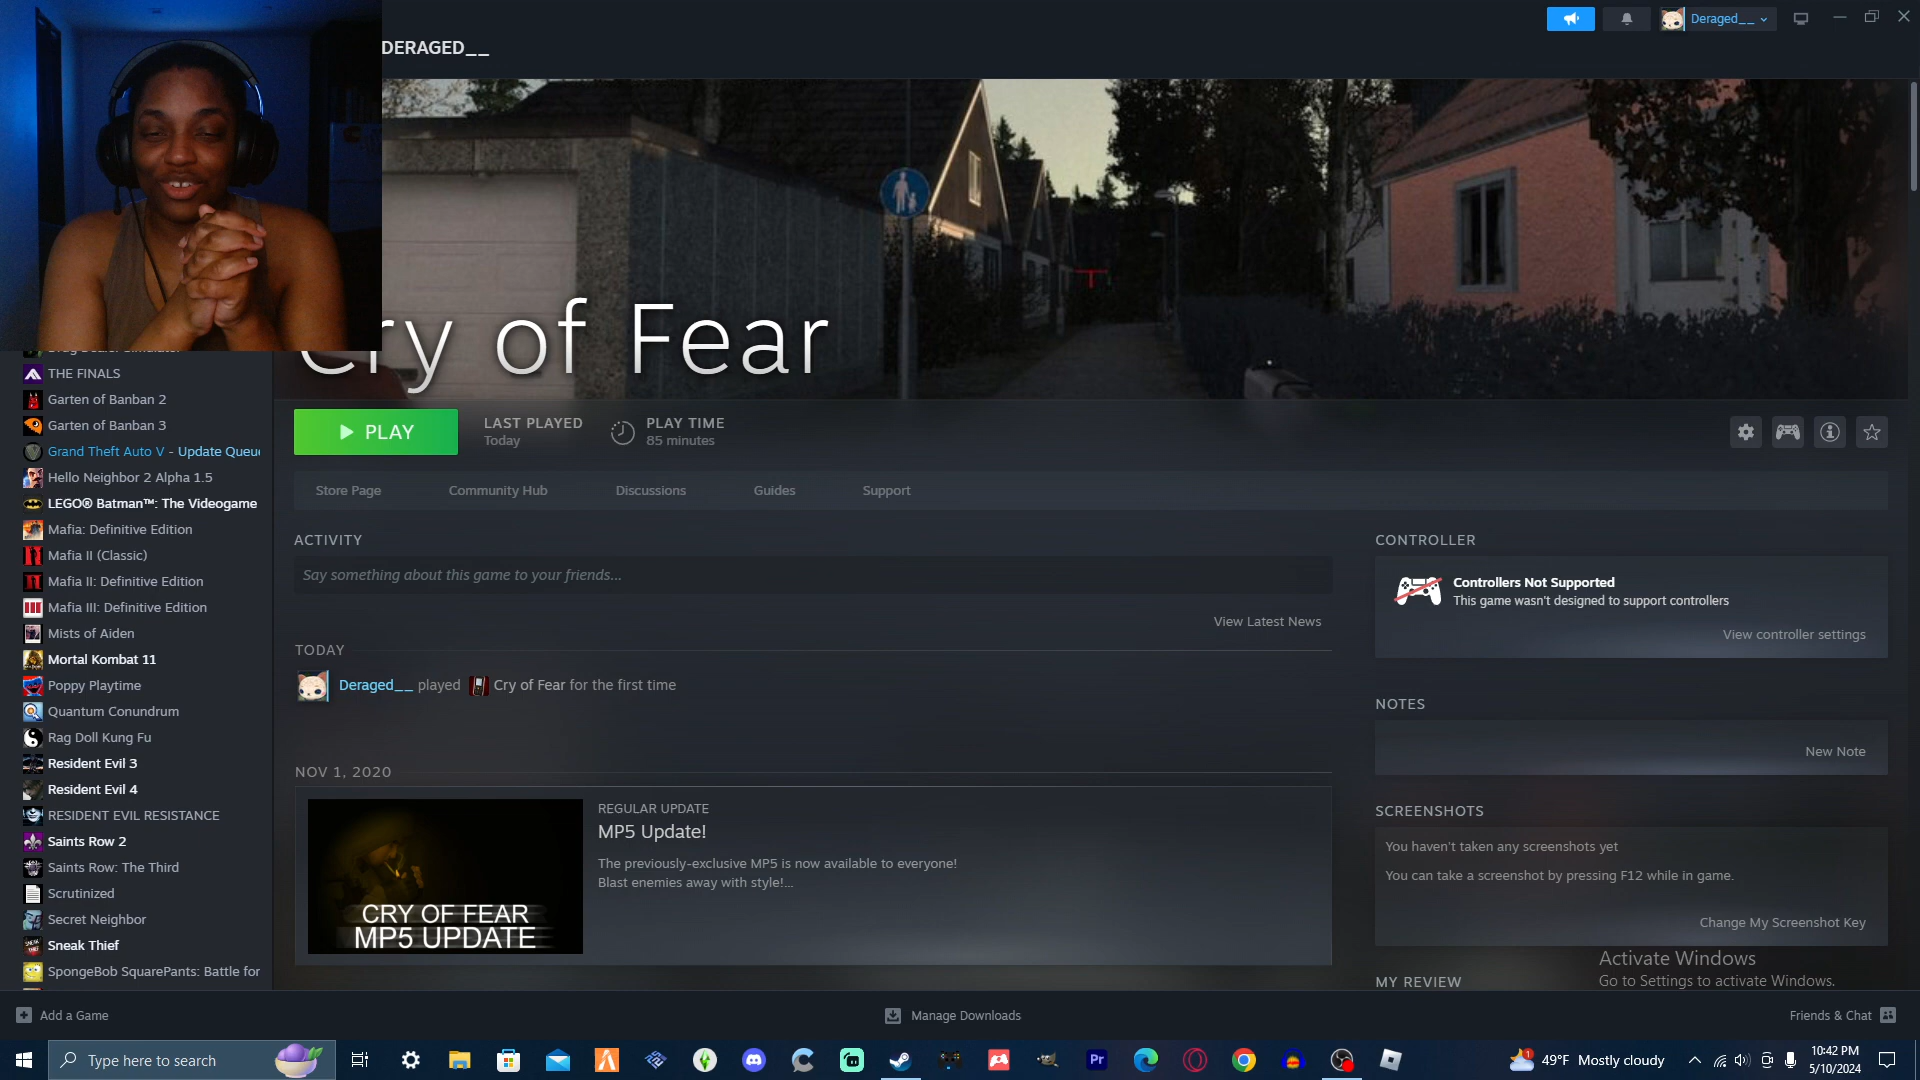 Deraged__
DERAGED__
Cry of Fear
THE FINALS
Garten of Banban 2
Garten of Banban 3
Grand Theft Auto V - Update Queue
Hello Neighbor 2 Alpha 1.5
LEGO® Batman™: The Videogame
Mafia: Definitive Edition
Mafia II (Classic)
Mafia II: Definitive Edition
Mafia III: Definitive Edition
Mists of Aiden
Mortal Kombat 11
Poppy Playtime
Quantum Conundrum
Rag Doll Kung Fu
Resident Evil 3
Resident Evil 4
RESIDENT EVIL RESISTANCE
Saints Row 2
Saints Row: The Third
Scrutinized
Secret Neighbor
Sneak Thief
SpongeBob SquarePants: Battle for
PLAY
LAST PLAYED
Today
PLAY TIME
85 minutes
Store Page
Community Hub
Discussions
Guides
Support
ACTIVITY
Say something about this game to your friends...
View Latest News
TODAY
Deraged__ played Cry of Fear for the first time
NOV 1, 2020
CRY OF FEAR
MP5 UPDATE
REGULAR UPDATE
MP5 Update!
The previously-exclusive MP5 is now available to everyone!
Blast enemies away with style!...
CONTROLLER
Controllers Not Supported
This game wasn't designed to support controllers
View controller settings
NOTES
New Note
SCREENSHOTS
You haven't taken any screenshots yet
You can take a screenshot by pressing F12 while in game.
Change My Screenshot Key
MY REVIEW
Activate Windows
Go to Settings to activate Windows.
Add a Game
Manage Downloads
Friends & Chat
Type here to search
Pr
1
49°F Mostly cloudy
10:42 PM
5/10/2024